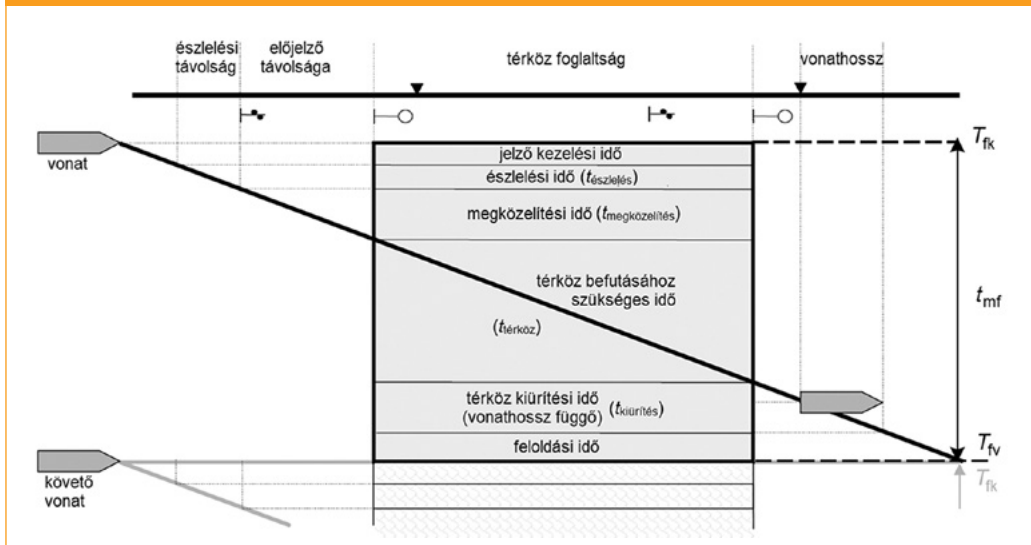 észlelési
távolság
előjelző
távolsága
térköz foglaltság
vonathossz
vonat
Tfk
jelző kezelési idő
észlelési idő (tészlelés)
megközelítési idő (tmegközelítés)
térköz befutásához
szükséges idő
(ttérköz)
tmf
térköz kiürítési idő
(vonathossz függő)
(tkiürítés)
feloldási idő
Tfv
követő
vonat
Tfk